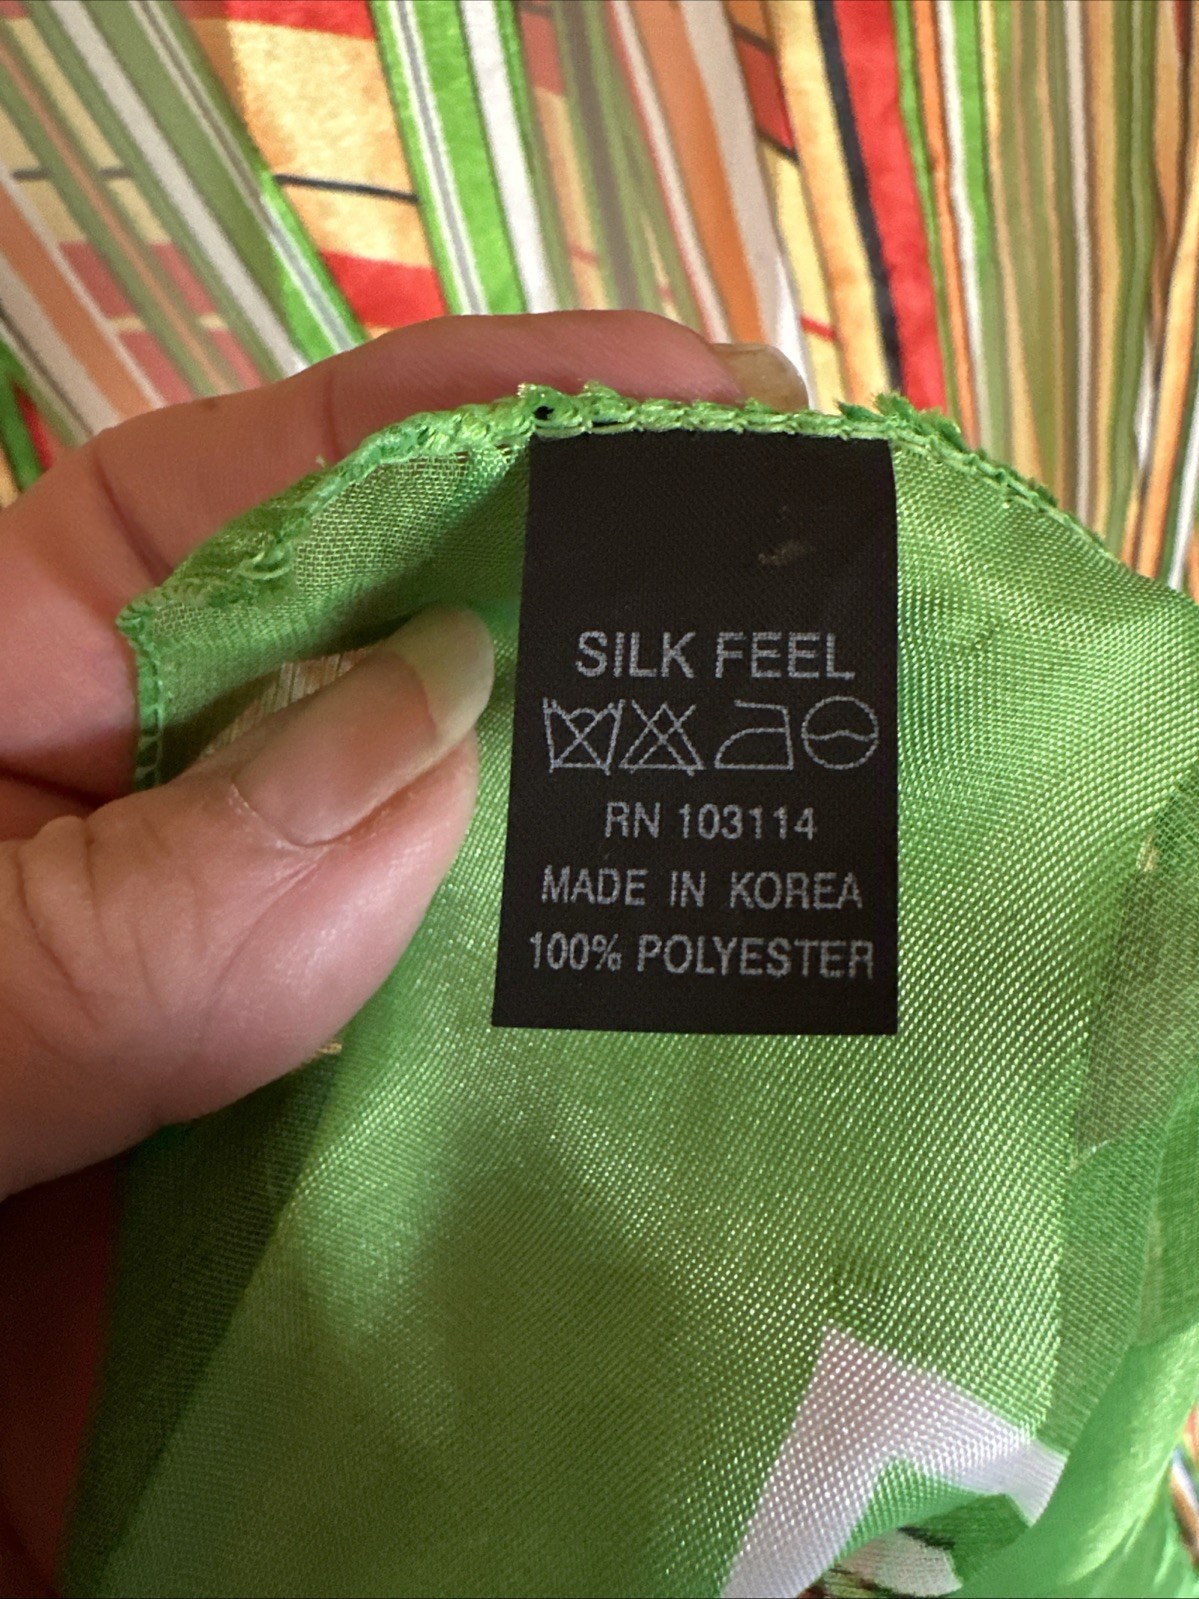 SILK FEEL
RN 103114
MADE IN KOREA
100% POLYESTER